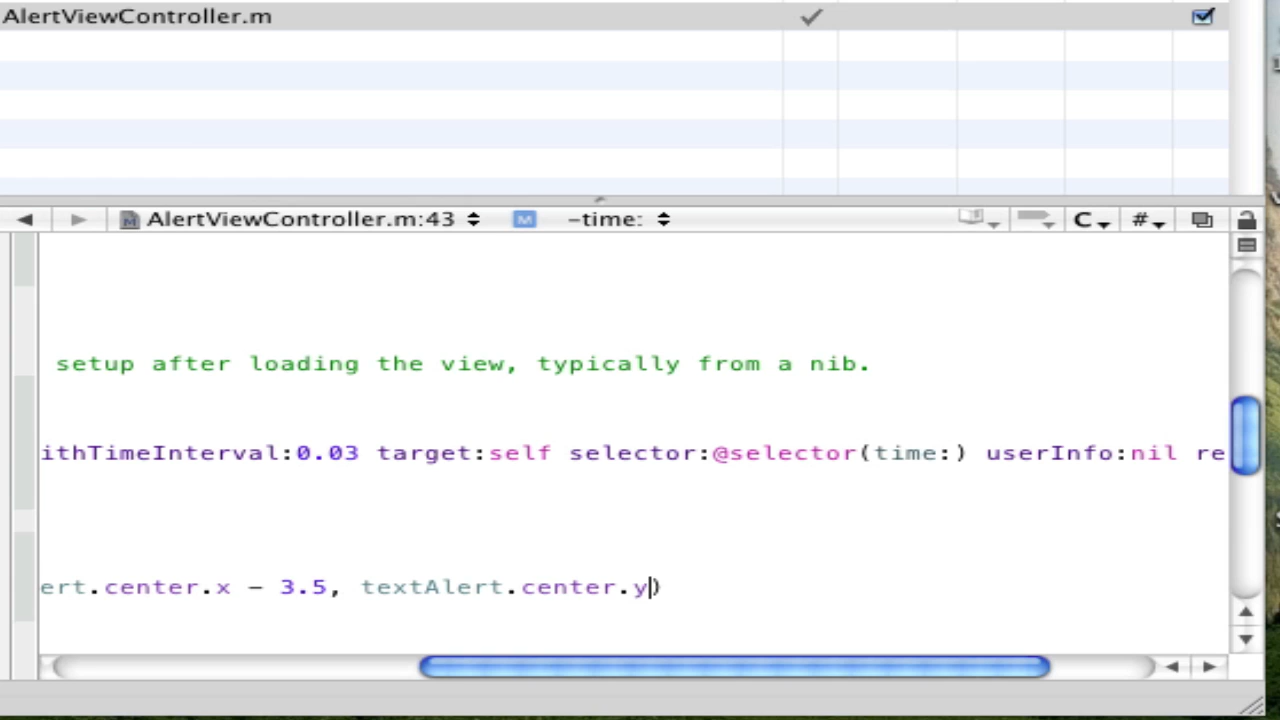 AlertViewController.m
AlertViewController.m:43 M -time: C #
setup after loading the view, typically from a nib.
ithTimeInterval:0.03 target:self selector:@selector(time:) userInfo:nil re
ert.center.x - 3.5, textAlert.center.y)